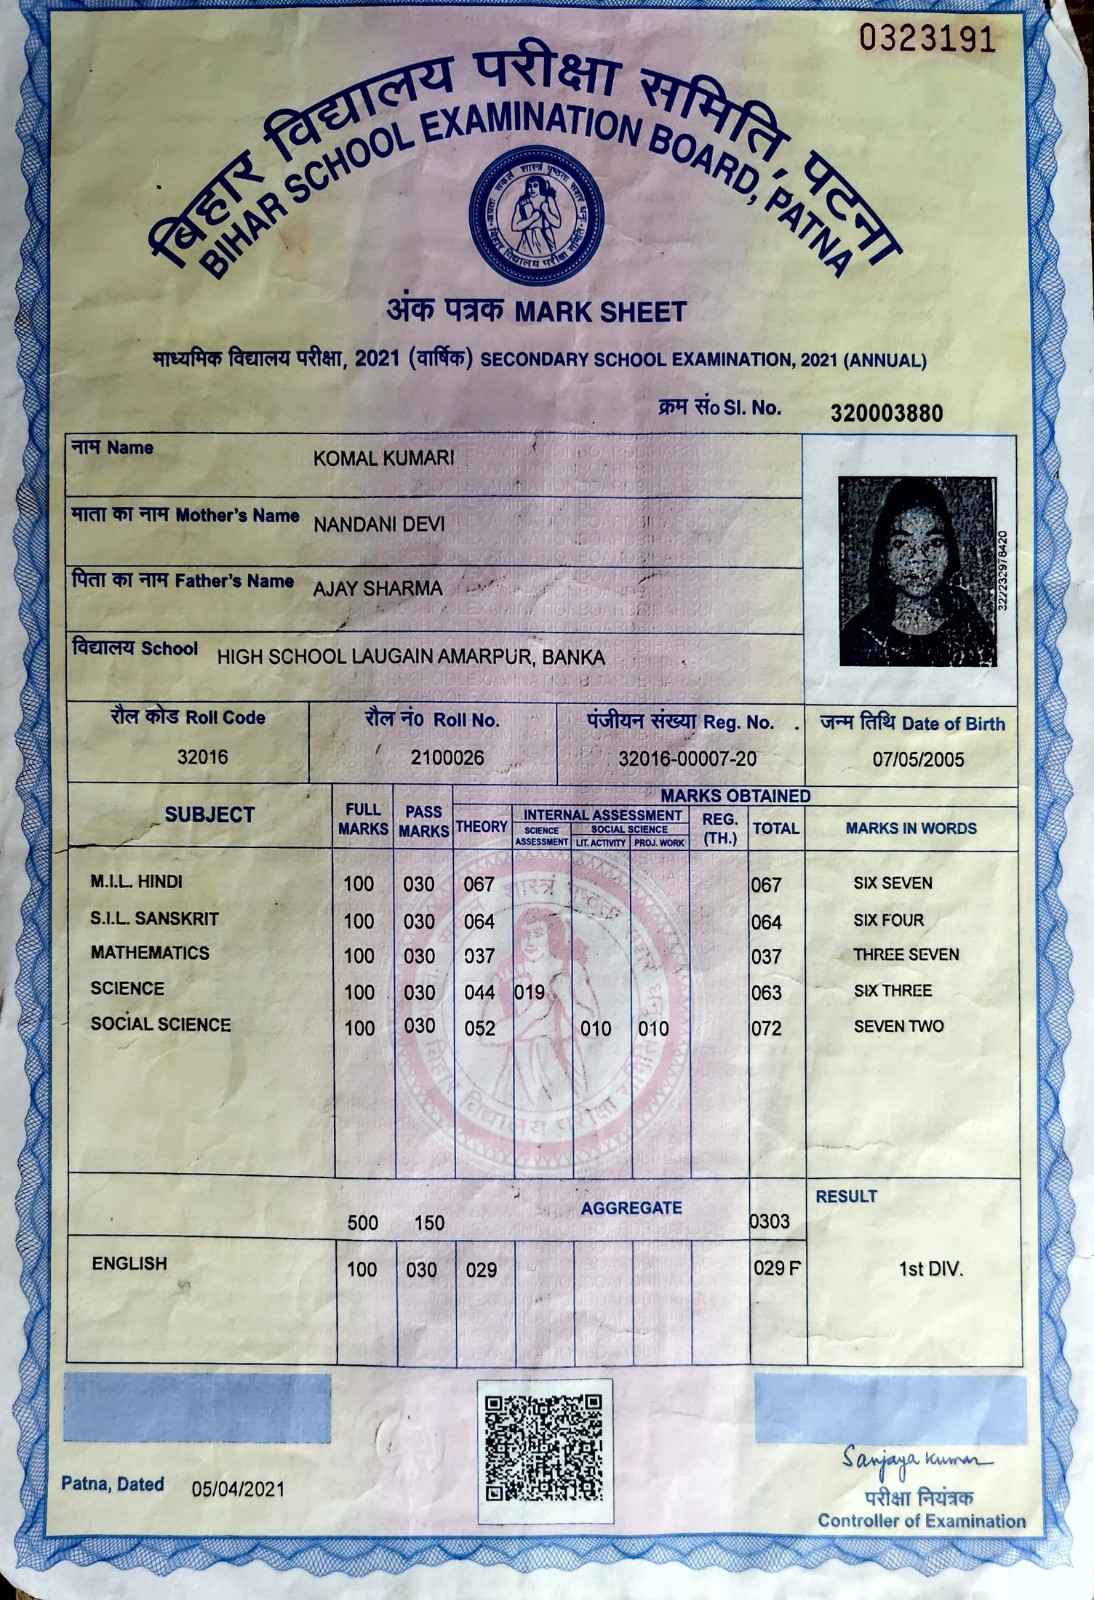 0323191
बिहार विद्यालय परीक्षा समिति, पटना
BIHAR SCHOOL EXAMINATION BOARD, PATNA
अंक पत्रक MARK SHEET
माध्यमिक विद्यालय परीक्षा, 2021 (वार्षिक) SECONDARY SCHOOL EXAMINATION, 2021 (ANNUAL)
क्रम सं० Sl. No. 320003880
नाम Name KOMAL KUMARI
माता का नाम Mother's Name NANDANI DEVI
पिता का नाम Father's Name AJAY SHARMA
322232978420
विद्यालय School HIGH SCHOOL LAUGAIN AMARPUR, BANKA
रौल कोड Roll Code रौल नं० Roll No. पंजीयन संख्या Reg. No. जन्म तिथि Date of Birth
32016 2100026 32016-00007-20 07/05/2005
SUBJECT FULL MARKS PASS MARKS MARKS OBTAINED
THEORY INTERNAL ASSESSMENT REG. (TH.) TOTAL MARKS IN WORDS
SCIENCE ASSESSMENT SOCIAL SCIENCE
LIT. ACTIVITY PROJ. WORK
M.I.L. HINDI 100 030 067 067 SIX SEVEN
S.I.L. SANSKRIT 100 030 064 064 SIX FOUR
MATHEMATICS 100 030 037 037 THREE SEVEN
SCIENCE 100 030 044 019 063 SIX THREE
SOCIAL SCIENCE 100 030 052 010 010 072 SEVEN TWO
AGGREGATE RESULT
500 150 0303
ENGLISH 100 030 029 029 F 1st DIV.
Sanjaya Kumar
Patna, Dated 05/04/2021
परीक्षा नियंत्रक
Controller of Examination